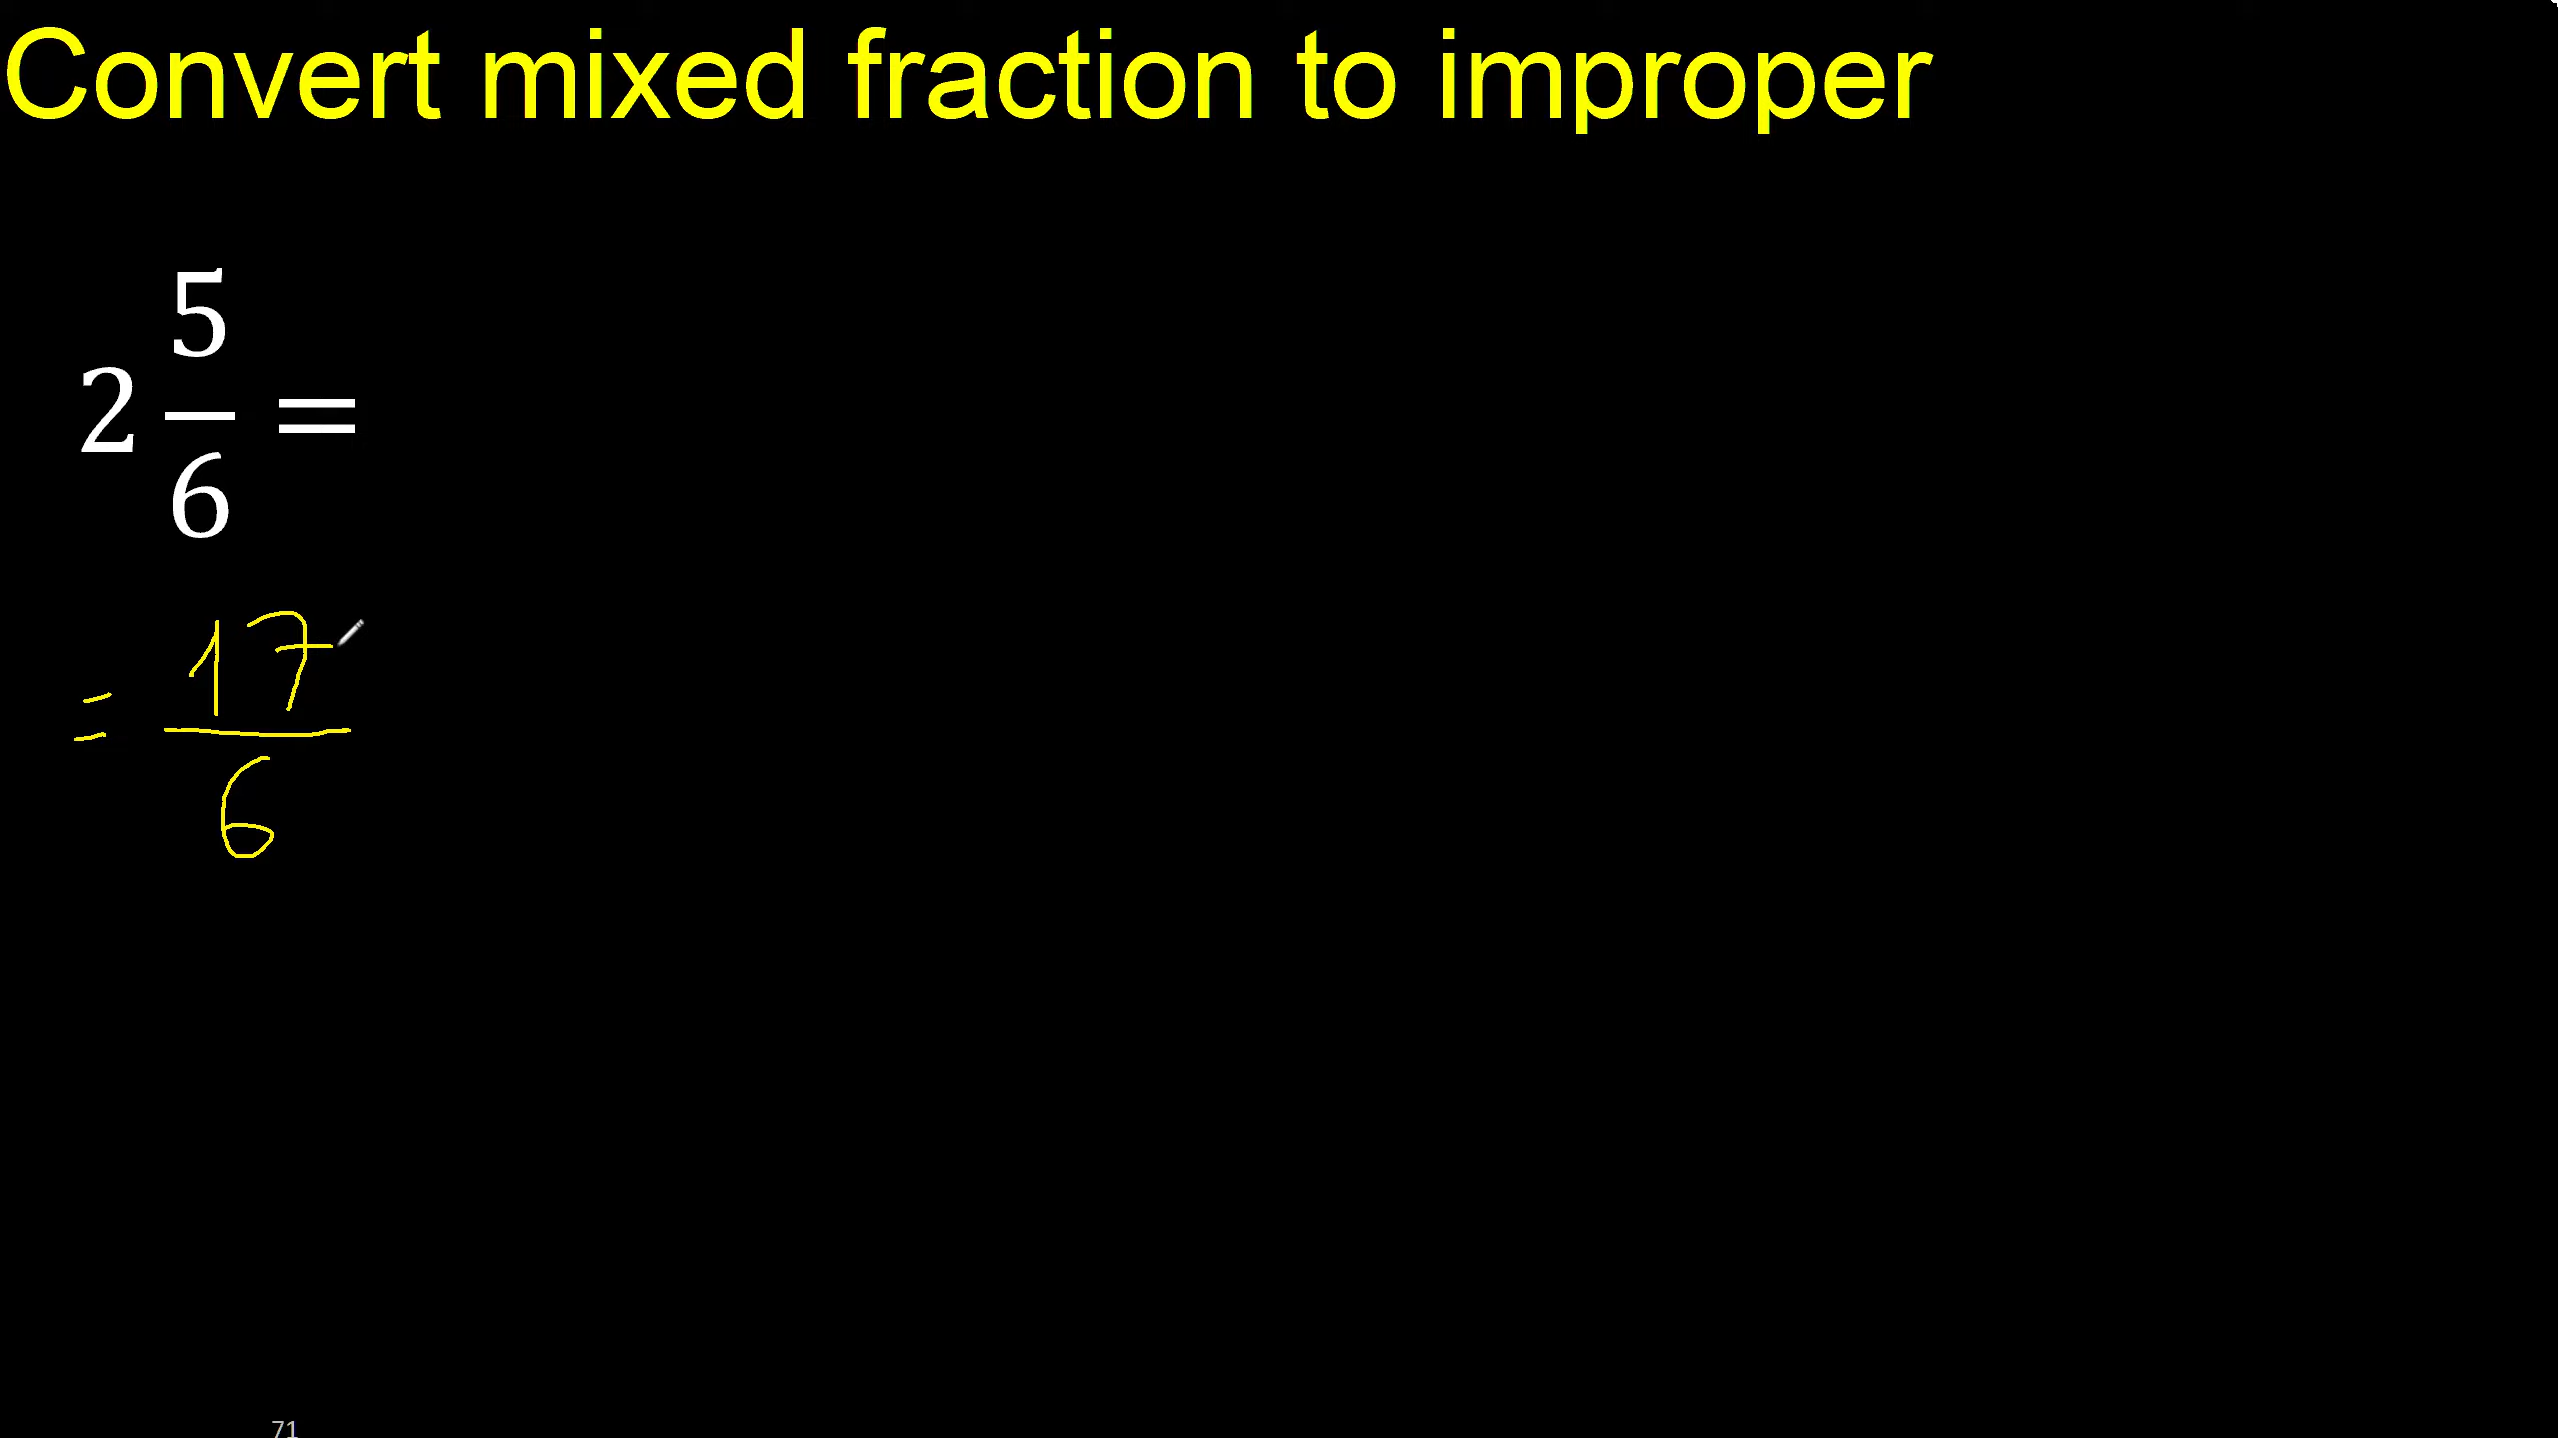 Convert mixed fraction to improper
2 5/6 =
= 17/6
71